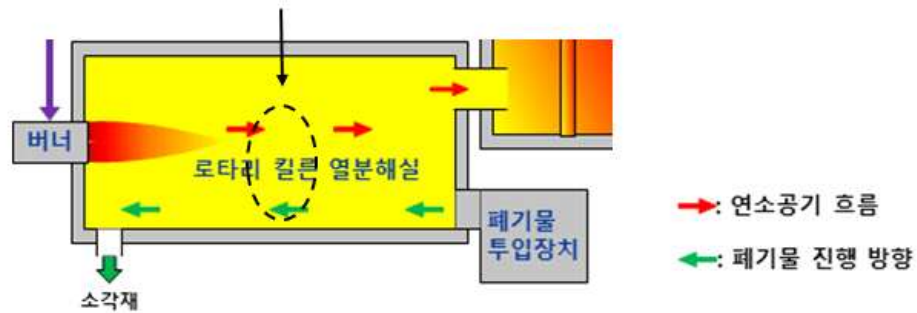 버너
로타리 킬른 열분해실
폐기물
투입장치
소각재
: 연소공기 흐름
: 폐기물 진행 방향